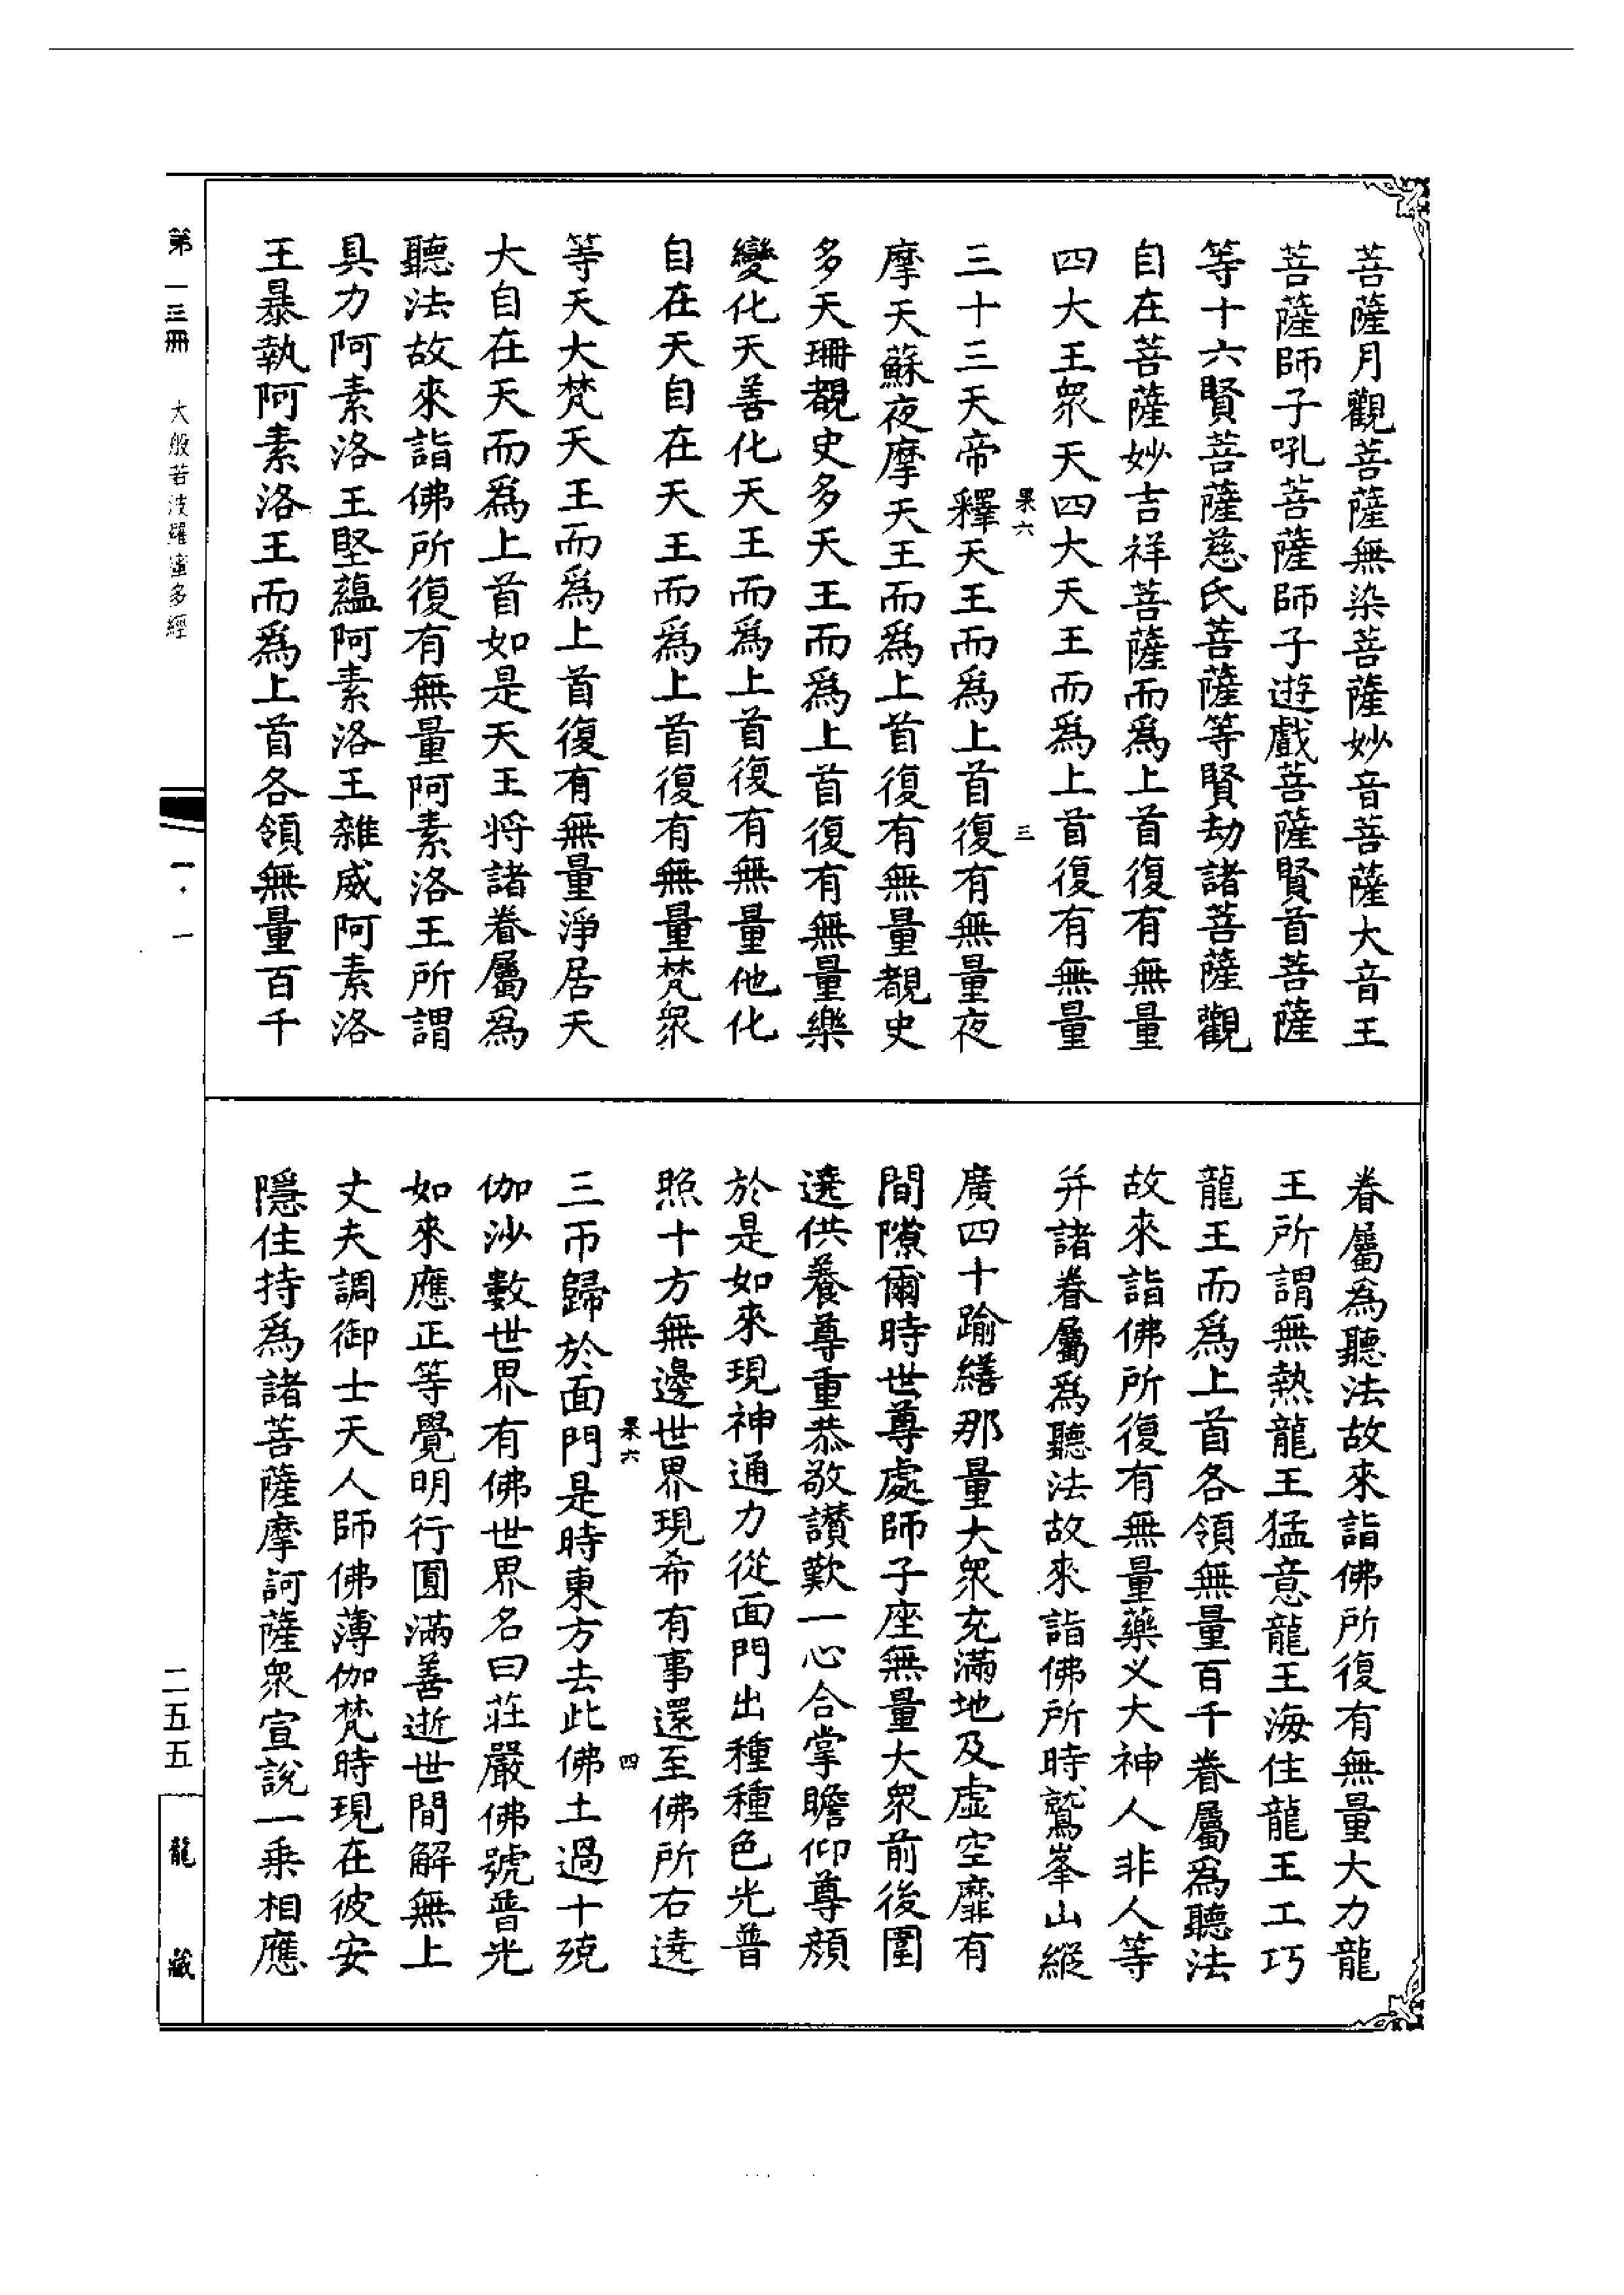 菩薩月觀菩薩無染菩薩妙音菩薩大音王
菩薩師子吼菩薩師子遊戲菩薩賢首菩薩
等十六賢菩薩慈氏菩薩等賢劫諸菩薩觀
自在菩薩妙吉祥菩薩而爲上首復有無量
四大王眾天四大天王而爲上首復有無量
果六 三
三十三天帝釋天王而爲上首復有無量夜
摩天蘇夜摩天王而爲上首復有無量覩史
多天珊覩史多天王而爲上首復有無量樂
變化天善化天王而爲上首復有無量他化
自在天自在天王而爲上首復有無量梵眾
等天大梵天王而爲上首復有無量淨居天
大自在天而爲上首如是天王將諸眷屬爲
聽法故來詣佛所復有無量阿素洛王所謂
具力阿素洛王堅蘊阿素洛王雜威阿素洛
王暴執阿素洛王而爲上首各領無量百千
眷屬爲聽法故來詣佛所復有無量大力龍
王所謂無熱龍王猛意龍王海住龍王工巧
龍王而爲上首各領無量百千眷屬爲聽法
故來詣佛所復有無量藥义大神人非人等
并諸眷屬爲聽法故來詣佛所時鷲峯山縱
廣四十踰繕那量大眾充滿地及虛空靡有
間隙爾時世尊處師子座無量大眾前後圍
遶供養尊重恭敬讚歎一心合掌瞻仰尊顏
於是如來現神通力從面門出種種色光普
照十方無邊世界現希有事還至佛所右遶
果六 四
三帀歸於面門是時東方去此佛土過十殑
伽沙數世界有佛世界名曰莊嚴佛號普光
如來應正等覺明行圓滿善逝世間解無上
丈夫調御士天人師佛薄伽梵時現在彼安
隱住持爲諸菩薩摩訶薩眾宣說一乘相應
第一三冊 大般若波羅蜜多經
一・一
二五五
龍藏